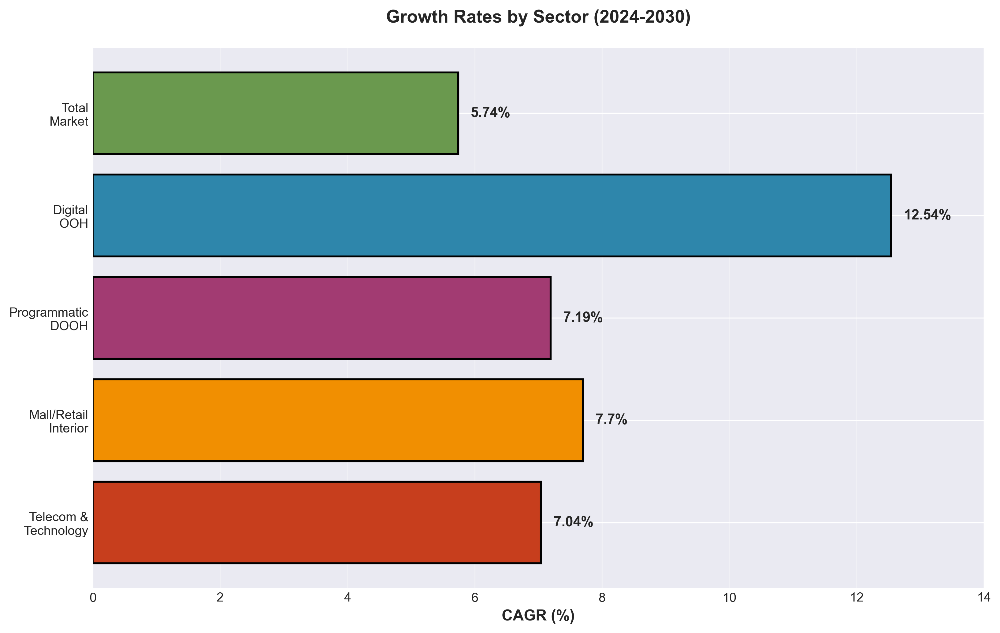 Growth Rates by Sector (2024-2030)
Total
Market
5.74%
Digital
OOH
12.54%
Programmatic
DOOH
7.19%
Mall/Retail
Interior
7.7%
Telecom &
Technology
7.04%
0 2 4 6 8 10 12 14
CAGR (%)